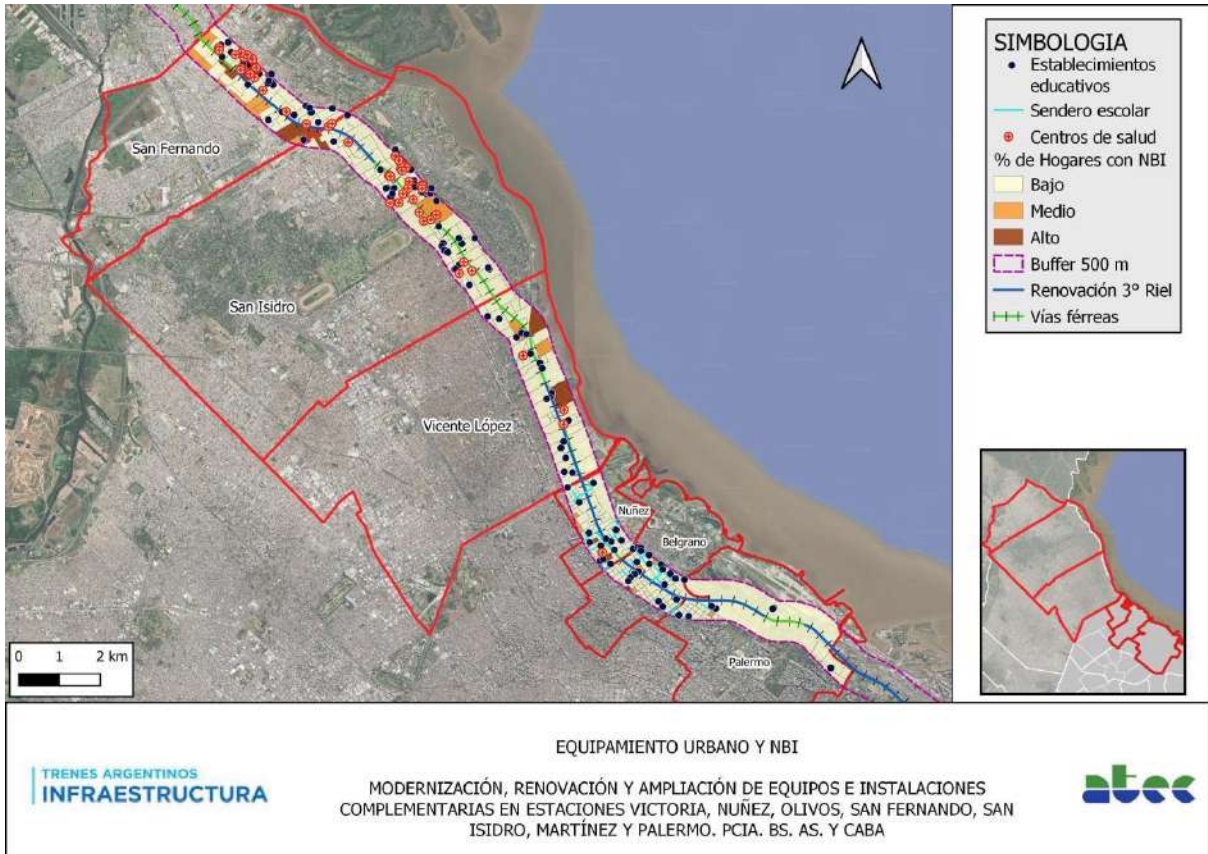 SIMBOLOGIA
Establecimientos
educativos
Sendero escolar
Centros de salud
% de Hogares con NBI
Bajo
Medio
Alto
Buffer 500 m
Renovación 3° Riel
Vías férreas
San Fernando
San Isidro
Vicente López
Nuñez
Belgrano
Palermo
0 1 2 km
EQUIPAMIENTO URBANO Y NBI
TRENES ARGENTINOS
INFRAESTRUCTURA
MODERNIZACIÓN, RENOVACIÓN Y AMPLIACIÓN DE EQUIPOS E INSTALACIONES
COMPLEMENTARIAS EN ESTACIONES VICTORIA, NUÑEZ, OLIVOS, SAN FERNANDO, SAN
ISIDRO, MARTÍNEZ Y PALERMO. PCIA. BS. AS. Y CABA
atec